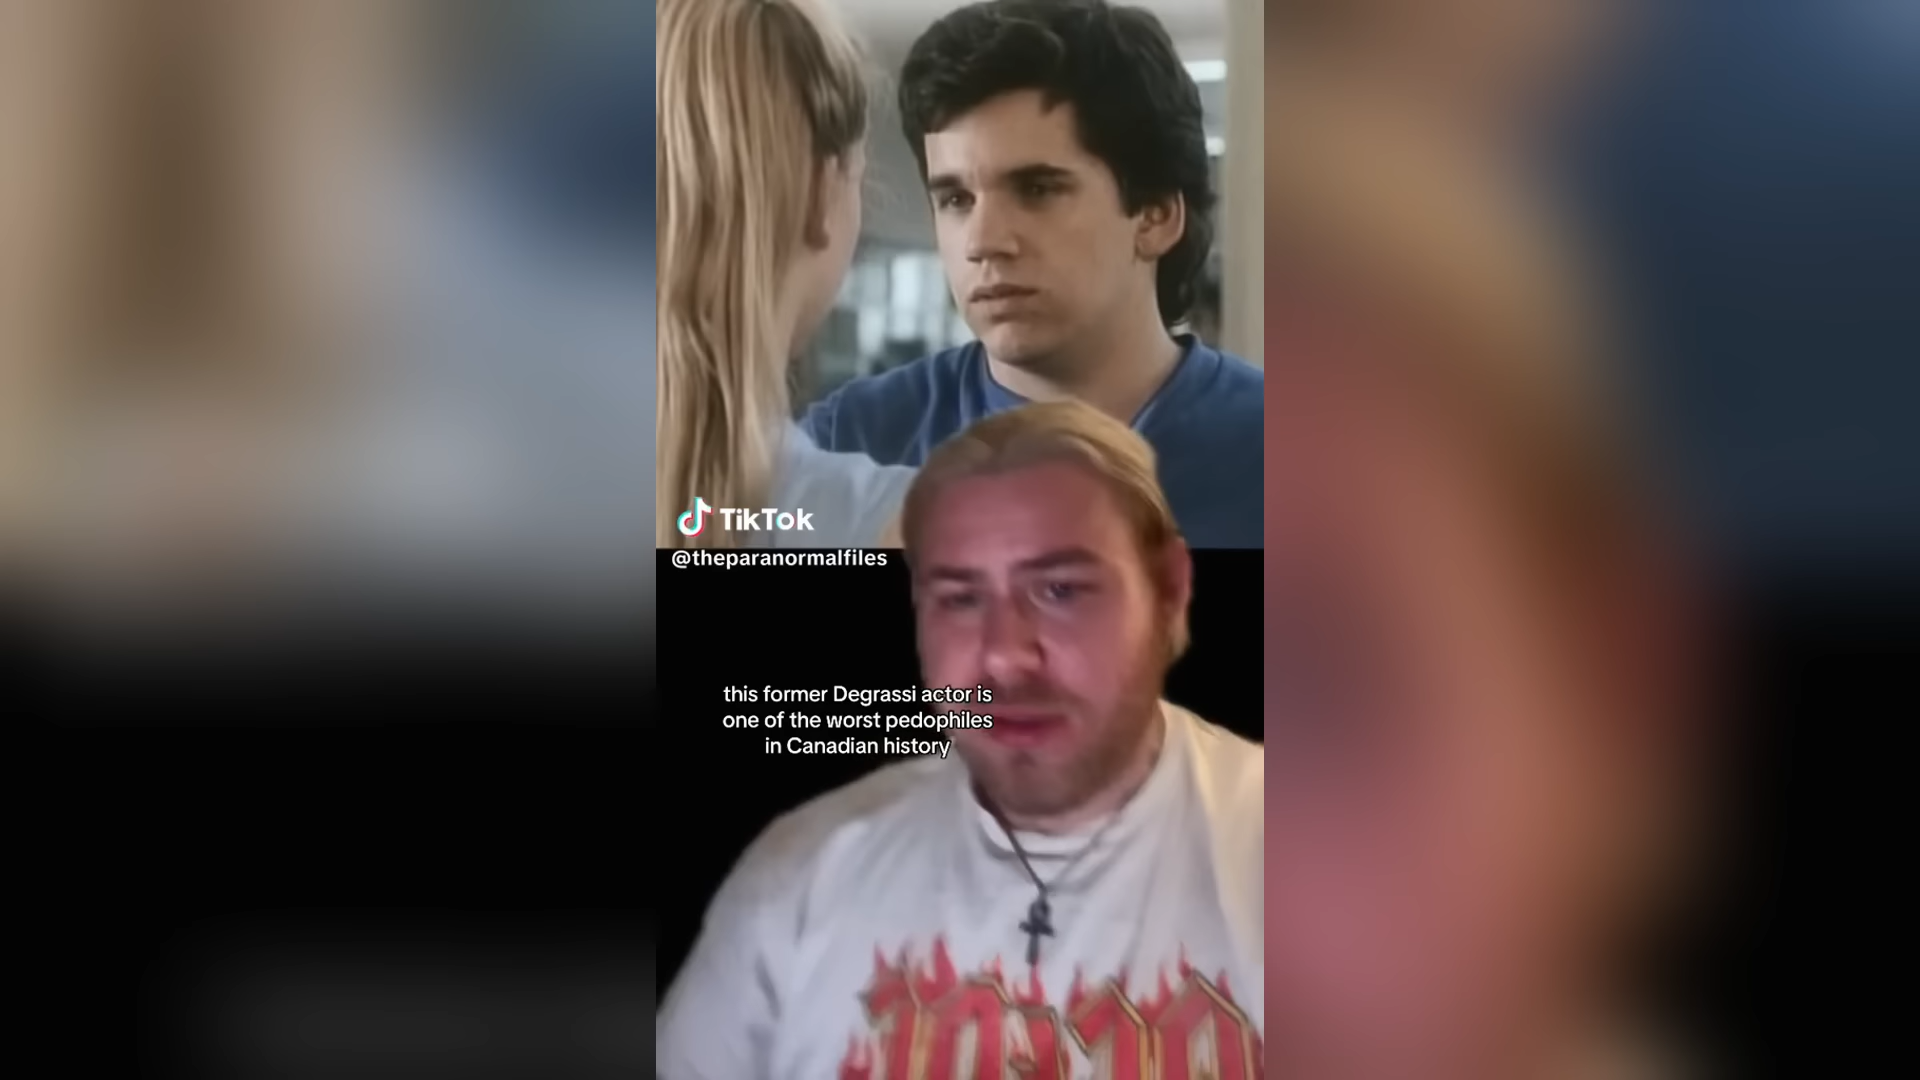 TikTok
@theparanormalfiles
this former Degrassi actor is
one of the worst pedophiles
in Canadian history